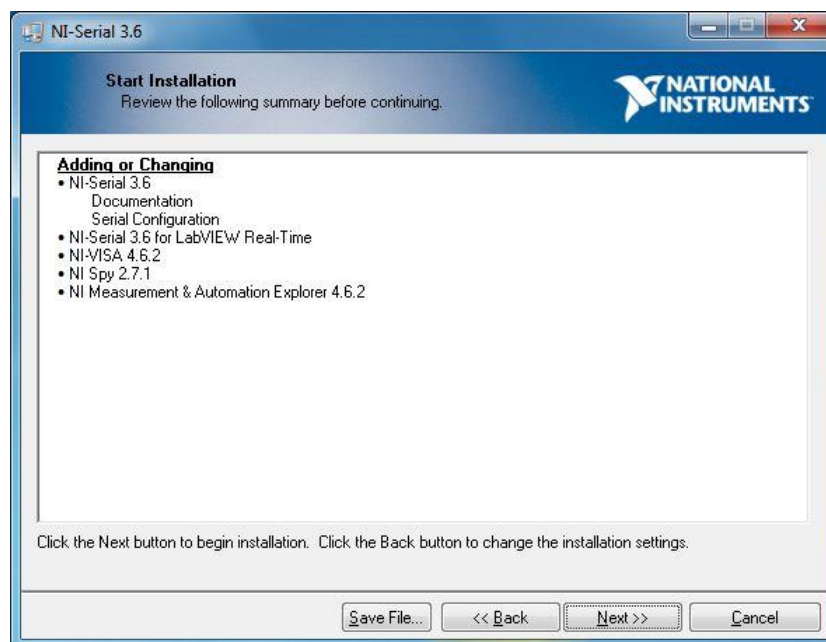 NI-Serial 3.6
Start Installation
Review the following summary before continuing.
NATIONAL
INSTRUMENTS
Adding or Changing
• NI-Serial 3.6
Documentation
Serial Configuration
• NI-Serial 3.6 for LabVIEW Real-Time
• NI-VISA 4.6.2
• NI Spy 2.7.1
• NI Measurement & Automation Explorer 4.6.2
Click the Next button to begin installation. Click the Back button to change the installation settings.
Save File... << Back Next >> Cancel